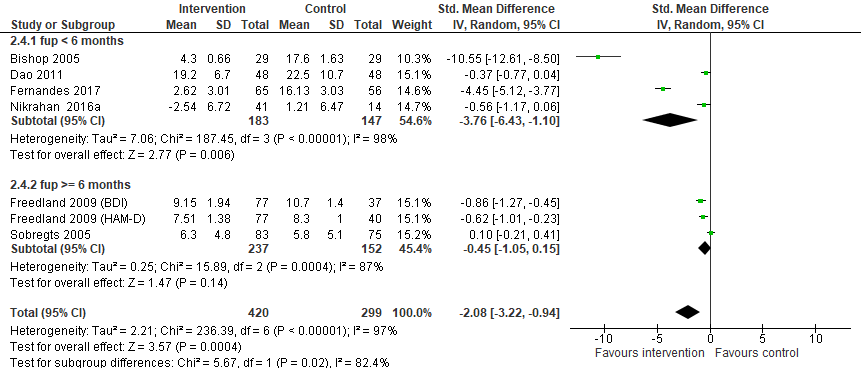 Intervention Control Std. Mean Difference Std. Mean Difference
Study or Subgroup Mean SD Total Mean SD Total Weight IV, Random, 95% CI IV, Random, 95% CI
2.4.1 fup < 6 months
Bishop 2005 4.3 0.66 29 17.6 1.63 29 10.3% -10.55 [-12.61, -8.50]
Dao 2011 19.2 6.7 48 22.5 10.7 48 15.1% -0.37 [-0.77, 0.04]
Fernandes 2017 2.62 3.01 65 16.13 3.03 56 14.6% -4.45 [-5.12, -3.77]
Nikrahan 2016a -2.54 6.72 41 1.21 6.47 14 14.6% -0.56 [-1.17, 0.06]
Subtotal (95% CI) 183 147 54.6% -3.76 [-6.43, -1.10]
Heterogeneity: Tau² = 7.06; Chi² = 187.45, df = 3 (P < 0.00001); I² = 98%
Test for overall effect: Z = 2.77 (P = 0.006)
2.4.2 fup >= 6 months
Freedland 2009 (BDI) 9.15 1.94 77 10.7 1.4 37 15.1% -0.86 [-1.27, -0.45]
Freedland 2009 (HAM-D) 7.51 1.38 77 8.3 1 40 15.1% -0.62 [-1.01, -0.23]
Sobregts 2005 6.3 4.8 83 5.8 5.1 75 15.2% 0.10 [-0.21, 0.41]
Subtotal (95% CI) 237 152 45.4% -0.45 [-1.05, 0.15]
Heterogeneity: Tau² = 0.25; Chi² = 15.89, df = 2 (P = 0.0004); I² = 87%
Test for overall effect: Z = 1.47 (P = 0.14)
Total (95% CI) 420 299 100.0% -2.08 [-3.22, -0.94]
Heterogeneity: Tau² = 2.21; Chi² = 236.39, df = 6 (P < 0.00001); I² = 97%
Test for overall effect: Z = 3.57 (P = 0.0004)
Test for subgroup differences: Chi² = 5.67, df = 1 (P = 0.02), I² = 82.4%
-10 -5 0 5 10
Favours intervention Favours control